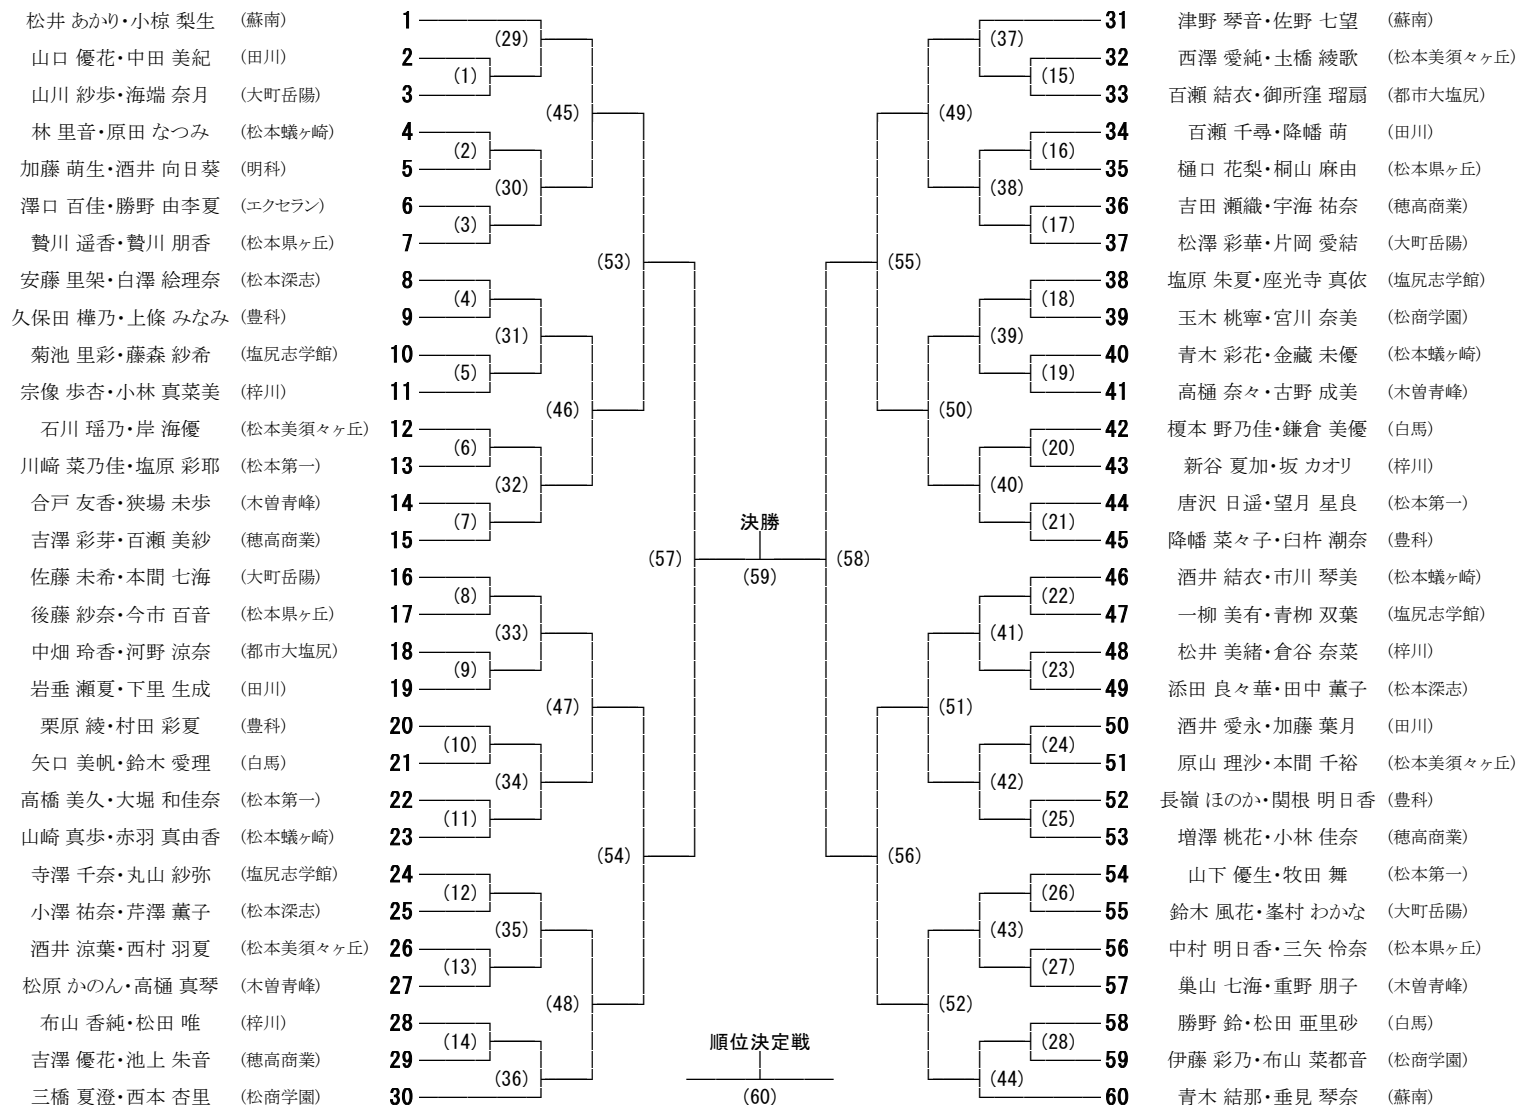 松井 あかり・小椋 梨生 (蘇南) 1
(29)
山口 優花・中田 美紀 (田川) 2
(1)
山川 紗歩・海端 奈月 (大町岳陽) 3
(45)
林 里音・原田 なつみ (松本蟻ヶ崎) 4
(2)
加藤 萌生・酒井 向日葵 (明科) 5
(30)
澤口 百佳・勝野 由李夏 (エクセラン) 6
(3)
贄川 遥香・贄川 朋香 (松本県ヶ丘) 7
(53)
安藤 里架・白澤 絵理奈 (松本深志) 8
(4)
久保田 樺乃・上條 みなみ (豊科) 9
(31)
菊池 里彩・藤森 紗希 (塩尻志学館) 10
(5)
宗像 歩杏・小林 真菜美 (梓川) 11
(46)
石川 瑶乃・岸 海優 (松本美須々ヶ丘) 12
(6)
川﨑 菜乃佳・塩原 彩耶 (松本第一) 13
(32)
合戸 友香・狭場 未歩 (木曽青峰) 14
(7)
吉澤 彩芽・百瀬 美紗 (穂高商業) 15
(57)
佐藤 未希・本間 七海 (大町岳陽) 16
(8)
後藤 紗奈・今市 百音 (松本県ヶ丘) 17
(33)
中畑 玲香・河野 涼奈 (都市大塩尻) 18
(9)
岩垂 瀬夏・下里 生成 (田川) 19
(47)
栗原 綾・村田 彩夏 (豊科) 20
(10)
矢口 美帆・鈴木 愛理 (白馬) 21
(34)
高橋 美久・大堀 和佳奈 (松本第一) 22
(11)
山崎 真歩・赤羽 真由香 (松本蟻ヶ崎) 23
(54)
寺澤 千奈・丸山 紗弥 (塩尻志学館) 24
(12)
小澤 祐奈・芹澤 薫子 (松本深志) 25
(35)
酒井 涼葉・西村 羽夏 (松本美須々ヶ丘) 26
(13)
松原 かのん・高樋 真琴 (木曽青峰) 27
(48)
布山 香純・松田 唯 (梓川) 28
(14)
吉澤 優花・池上 朱音 (穂高商業) 29
(36)
三橋 夏澄・西本 杏里 (松商学園) 30
決勝
(59)
順位決定戦
(60)
31 津野 琴音・佐野 七望 (蘇南)
(37)
32 西澤 愛純・圡橋 綾歌 (松本美須々ヶ丘)
(15)
33 百瀬 結衣・御所窪 瑠扇 (都市大塩尻)
(49)
34 百瀬 千尋・降幡 萌 (田川)
(16)
35 樋口 花梨・桐山 麻由 (松本県ヶ丘)
(38)
36 吉田 瀬織・宇海 祐奈 (穂高商業)
(17)
37 松澤 彩華・片岡 愛結 (大町岳陽)
(55)
38 塩原 朱夏・座光寺 真依 (塩尻志学館)
(18)
39 玉木 桃寧・宮川 奈美 (松商学園)
(39)
40 青木 彩花・金藏 未優 (松本蟻ヶ崎)
(19)
41 高樋 奈々・古野 成美 (木曽青峰)
(50)
42 榎本 野乃佳・鎌倉 美優 (白馬)
(20)
43 新谷 夏加・坂 カオリ (梓川)
(40)
44 唐沢 日遥・望月 星良 (松本第一)
(21)
45 降幡 菜々子・臼杵 潮奈 (豊科)
(58)
46 酒井 結衣・市川 琴美 (松本蟻ヶ崎)
(22)
47 一柳 美有・青栁 双葉 (塩尻志学館)
(41)
48 松井 美緒・倉谷 奈菜 (梓川)
(23)
49 添田 良々華・田中 薫子 (松本深志)
(51)
50 酒井 愛永・加藤 葉月 (田川)
(24)
51 原山 理沙・本間 千裕 (松本美須々ヶ丘)
(42)
52 長嶺 ほのか・関根 明日香 (豊科)
(25)
53 増澤 桃花・小林 佳奈 (穂高商業)
(56)
54 山下 優生・牧田 舞 (松本第一)
(26)
55 鈴木 風花・峯村 わかな (大町岳陽)
(43)
56 中村 明日香・三矢 怜奈 (松本県ヶ丘)
(27)
57 巣山 七海・重野 朋子 (木曽青峰)
(52)
58 勝野 鈴・松田 亜里砂 (白馬)
(28)
59 伊藤 彩乃・布山 菜都音 (松商学園)
(44)
60 青木 結那・垂見 琴奈 (蘇南)